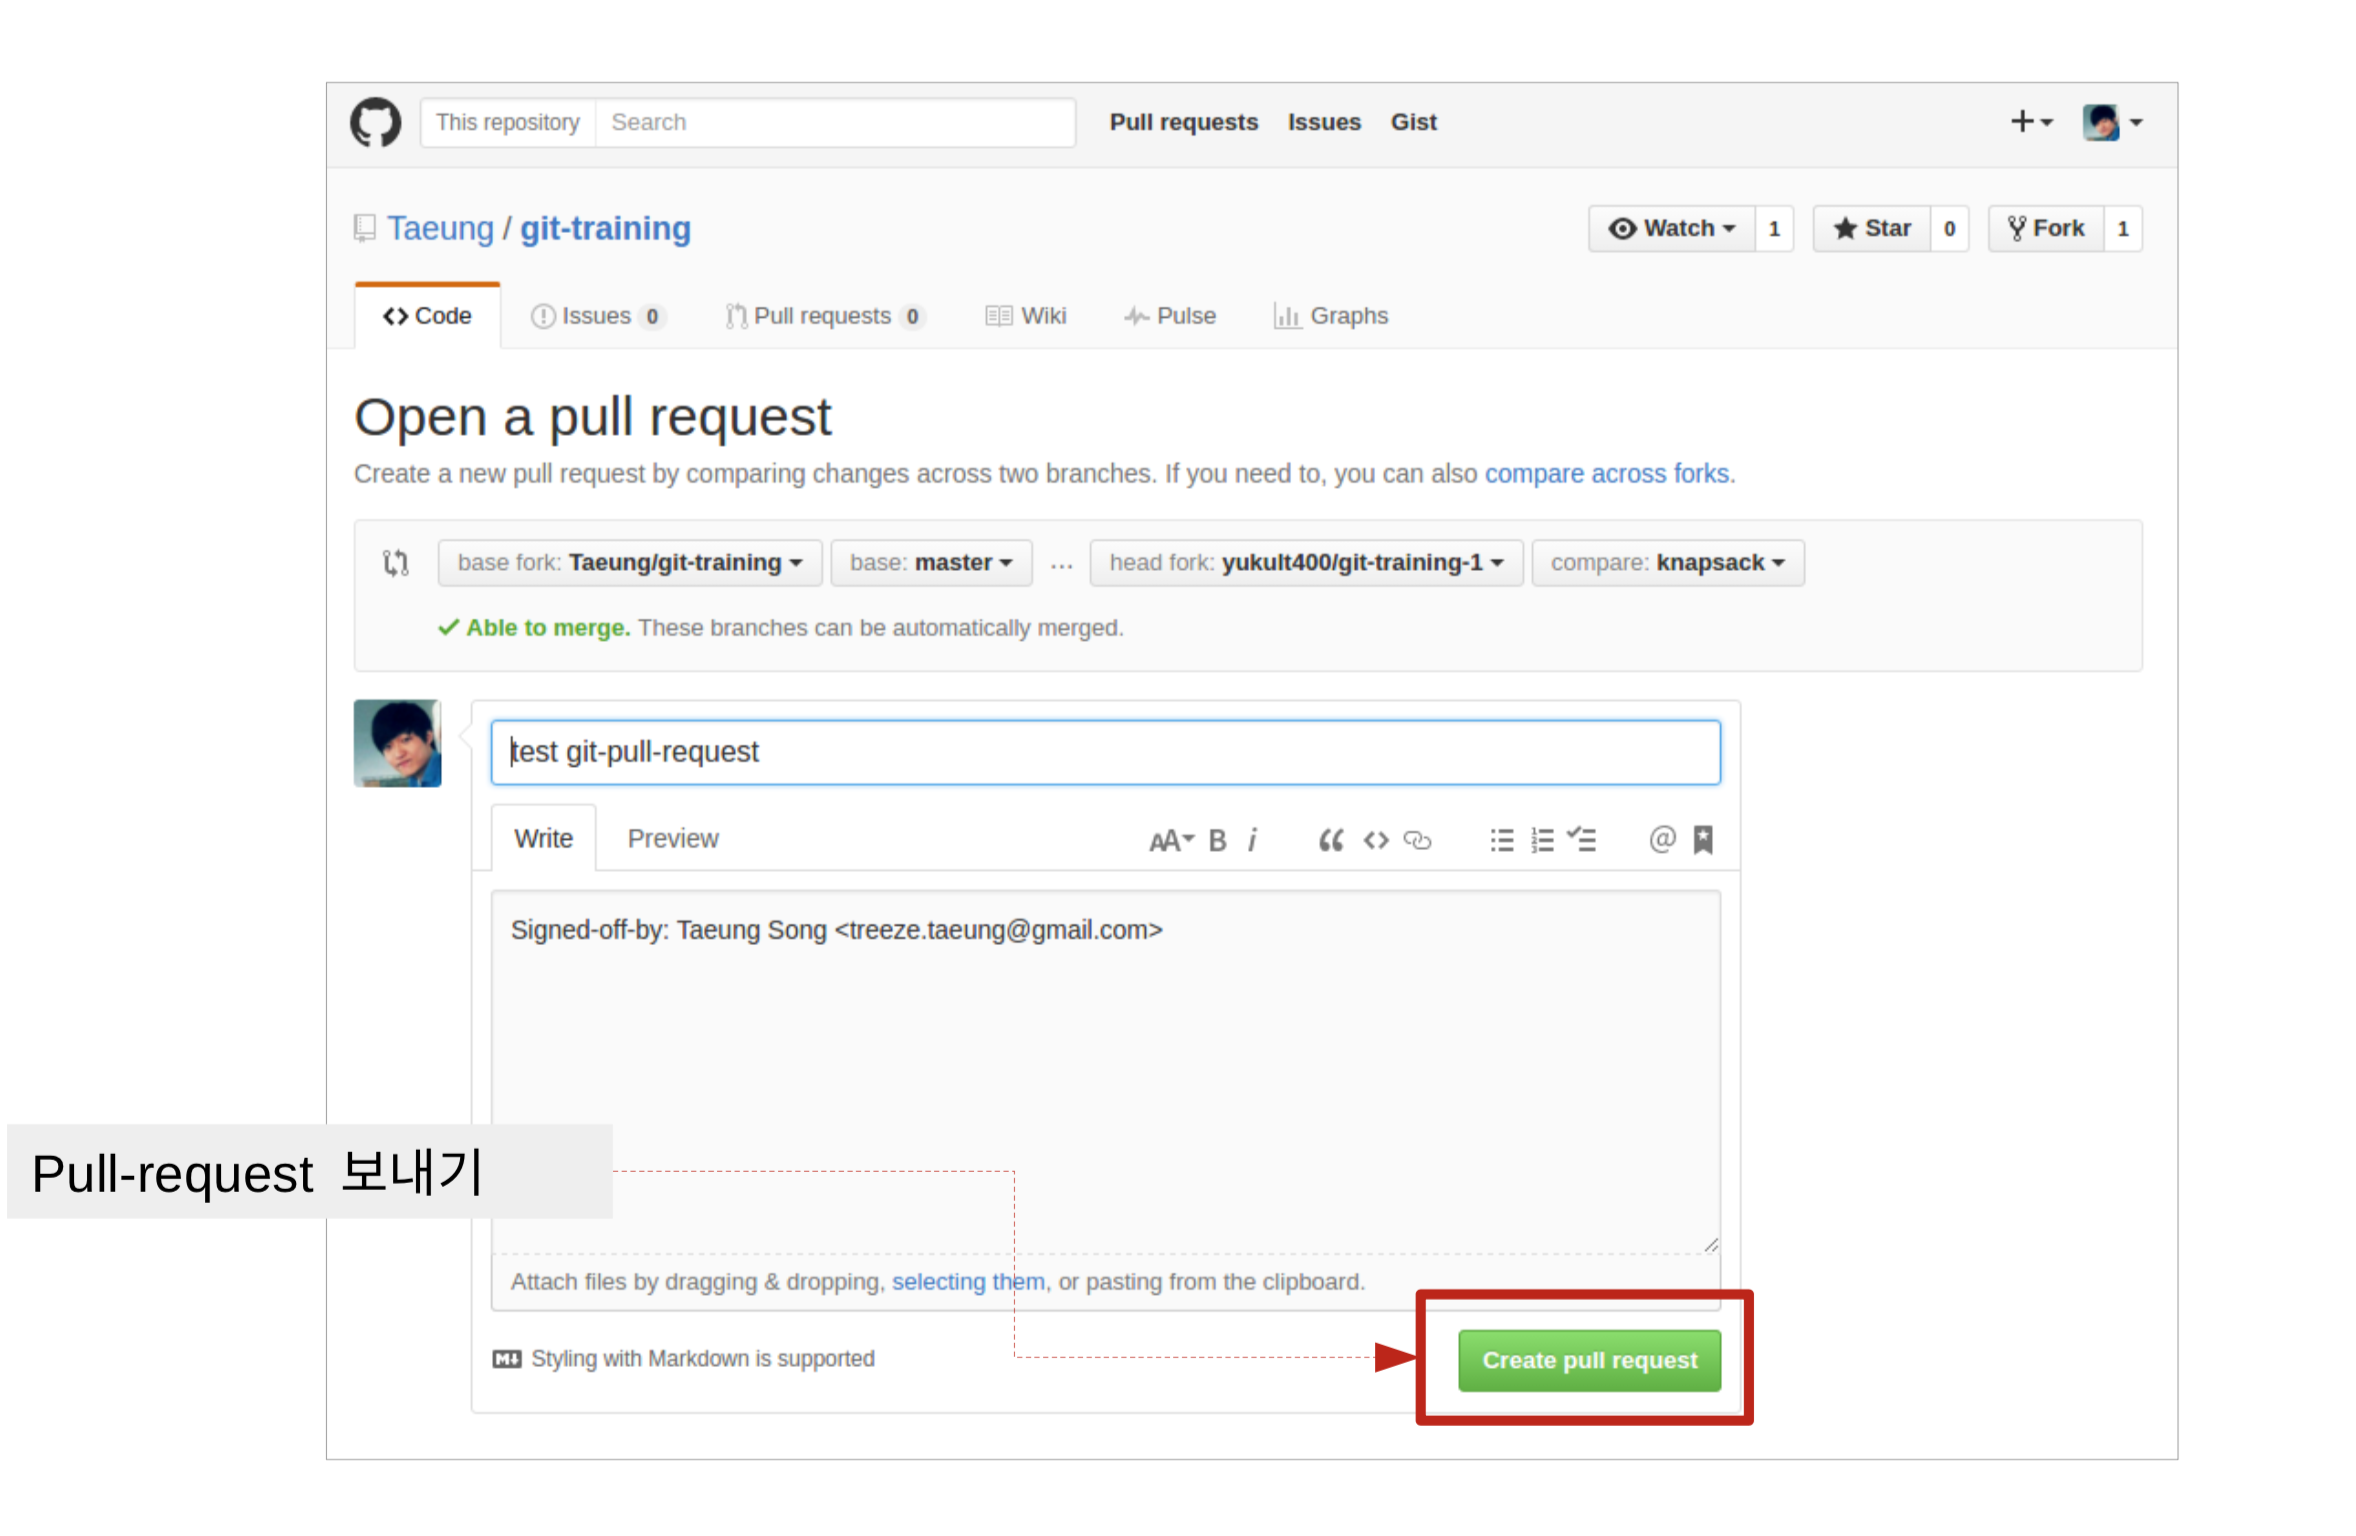 This repository Search Pull requests Issues Gist
Taeung / git-training Watch 1 Star 0 Fork 1
Code Issues 0 Pull requests 0 Wiki Pulse Graphs
Open a pull request
Create a new pull request by comparing changes across two branches. If you need to, you can also compare across forks.
base fork: Taeung/git-training base: master ... head fork: yukult400/git-training-1 compare: knapsack
Able to merge. These branches can be automatically merged.
test git-pull-request
Write Preview AA B i “ <> @
Signed-off-by: Taeung Song <treeze.taeung@gmail.com>
Pull-request 보내기
Attach files by dragging & dropping, selecting them, or pasting from the clipboard.
M Styling with Markdown is supported
Create pull request